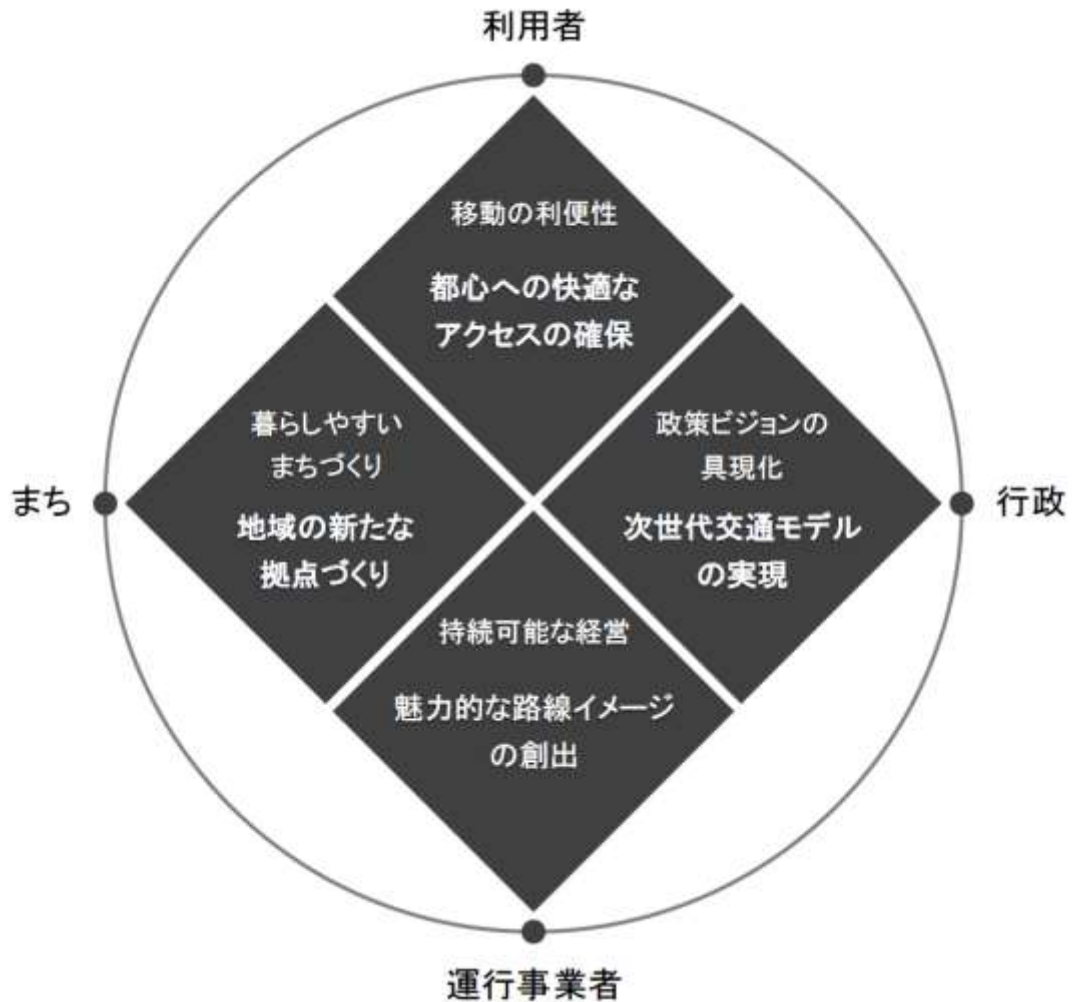 利用者
移動の利便性
都心への快適な
アクセスの確保
まち
暮らしやすい
まちづくり
地域の新たな
拠点づくり
政策ビジョンの
具現化
次世代交通モデル
の実現
行政
持続可能な経営
魅力的な路線イメージ
の創出
運行事業者